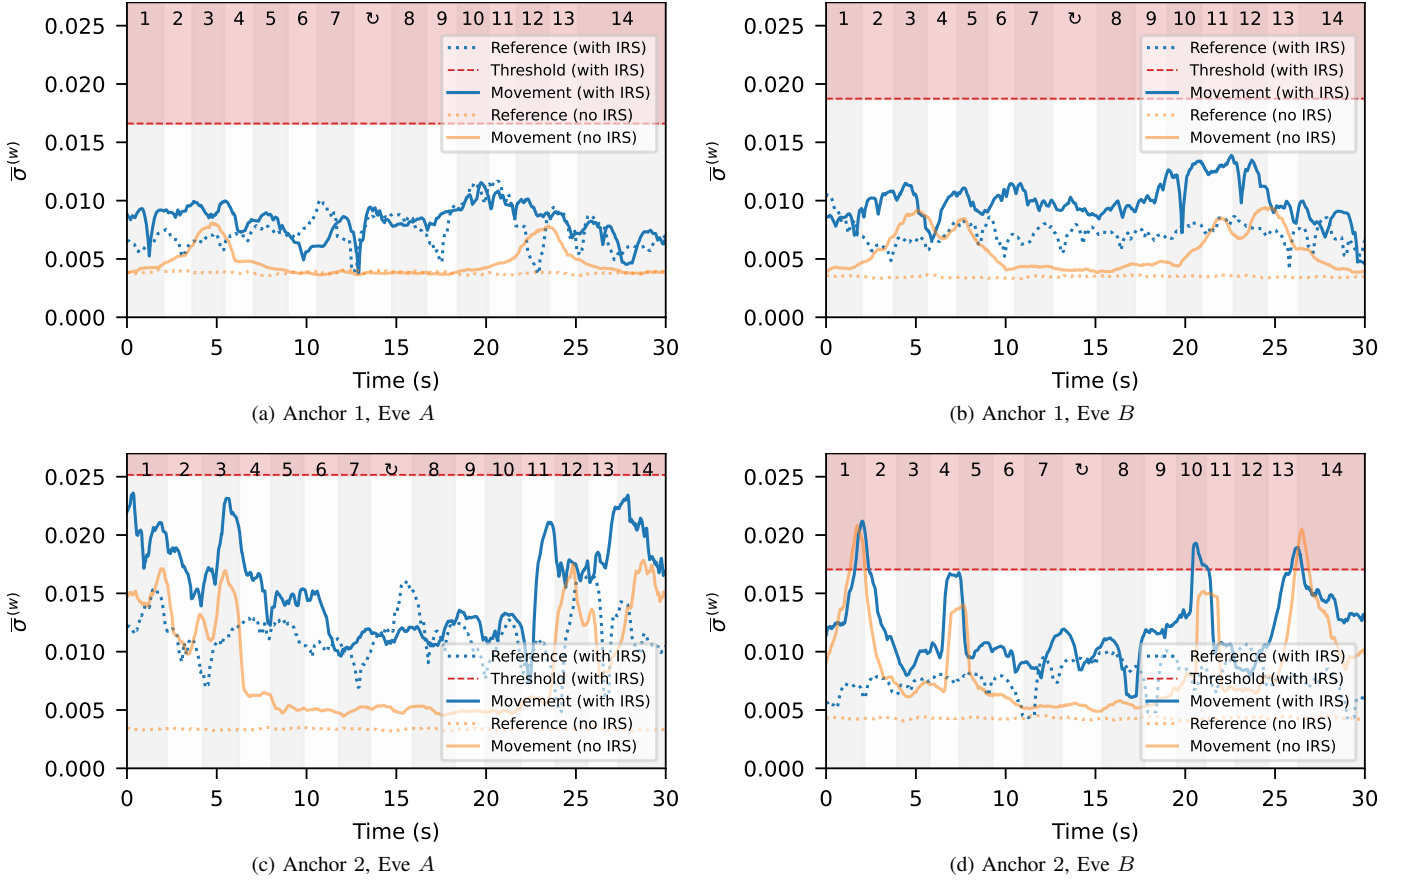 1 2 3 4 5 6 7 ↻ 8 9 10 11 12 13 14
Reference (with IRS)
Threshold (with IRS)
Movement (with IRS)
Reference (no IRS)
Movement (no IRS)
0.025
0.020
0.015
0.010
0.005
0.000
σ̅⁽ʷ⁾
0 5 10 15 20 25 30
Time (s)
(a) Anchor 1, Eve A
1 2 3 4 5 6 7 ↻ 8 9 10 11 12 13 14
Reference (with IRS)
Threshold (with IRS)
Movement (with IRS)
Reference (no IRS)
Movement (no IRS)
0.025
0.020
0.015
0.010
0.005
0.000
σ̅⁽ʷ⁾
0 5 10 15 20 25 30
Time (s)
(b) Anchor 1, Eve B
1 2 3 4 5 6 7 ↻ 8 9 10 11 12 13 14
0.025
0.020
0.015
0.010
0.005
0.000
σ̅⁽ʷ⁾
Reference (with IRS)
Threshold (with IRS)
Movement (with IRS)
Reference (no IRS)
Movement (no IRS)
0 5 10 15 20 25 30
Time (s)
(c) Anchor 2, Eve A
1 2 3 4 5 6 7 ↻ 8 9 10 11 12 13 14
0.025
0.020
0.015
0.010
0.005
0.000
σ̅⁽ʷ⁾
Reference (with IRS)
Threshold (with IRS)
Movement (with IRS)
Reference (no IRS)
Movement (no IRS)
0 5 10 15 20 25 30
Time (s)
(d) Anchor 2, Eve B